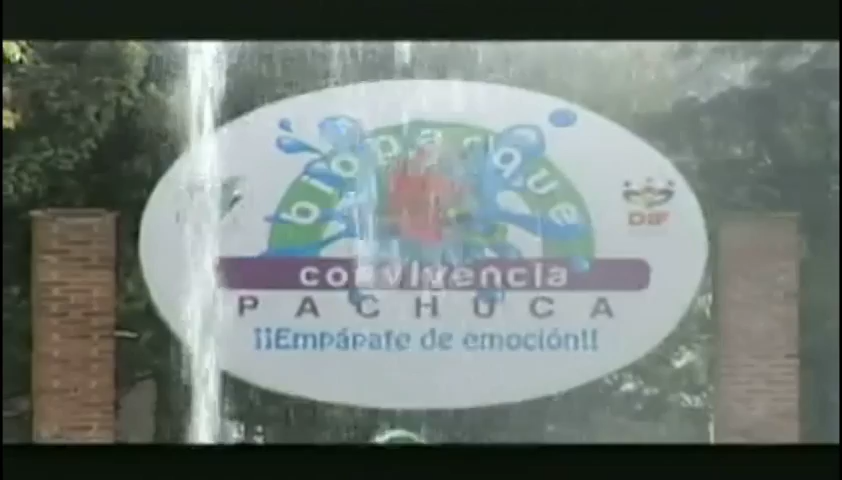 bioparque
DIF
convivencia
PACHUCA
¡¡Empápate de emoción!!